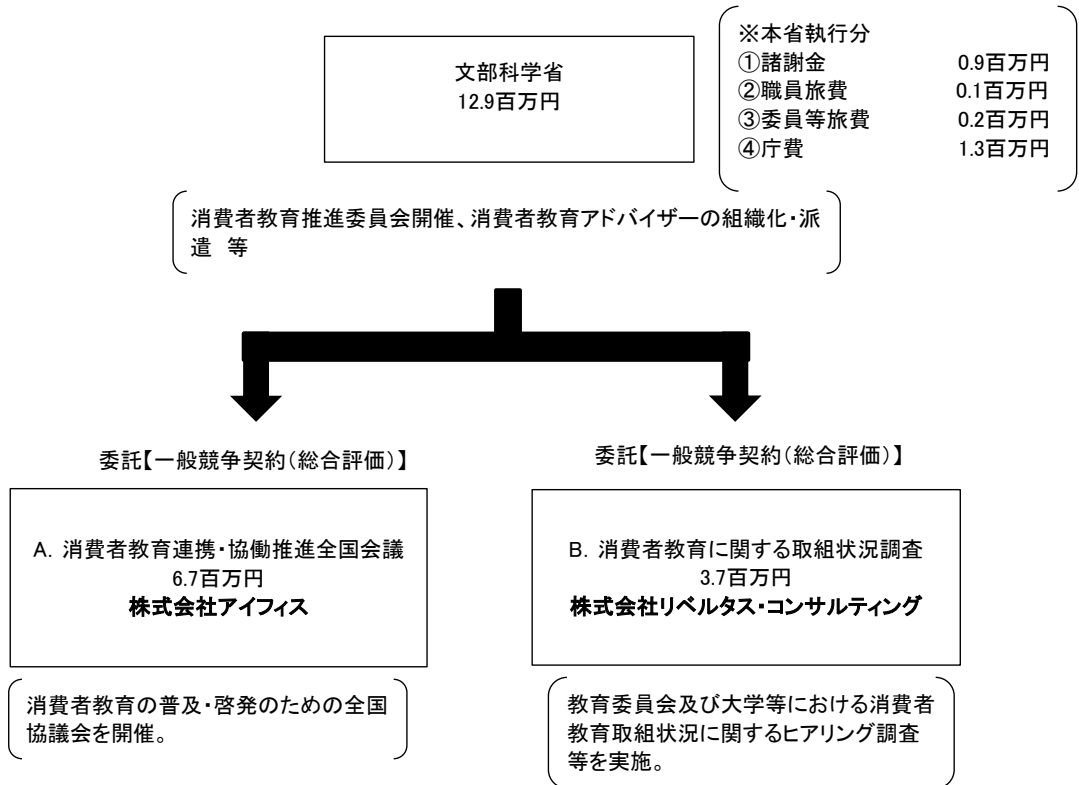 文部科学省
12.9百万円
※本省執行分
①諸謝金 0.9百万円
②職員旅費 0.1百万円
③委員等旅費 0.2百万円
④庁費 1.3百万円
消費者教育推進委員会開催、消費者教育アドバイザーの組織化・派
遣 等
委託【一般競争契約(総合評価)】
A. 消費者教育連携・協働推進全国会議
6.7百万円
株式会社アイフィス
消費者教育の普及・啓発のための全国
協議会を開催。
委託【一般競争契約(総合評価)】
B. 消費者教育に関する取組状況調査
3.7百万円
株式会社リベルタス・コンサルティング
教育委員会及び大学等における消費者
教育取組状況に関するヒアリング調査
等を実施。